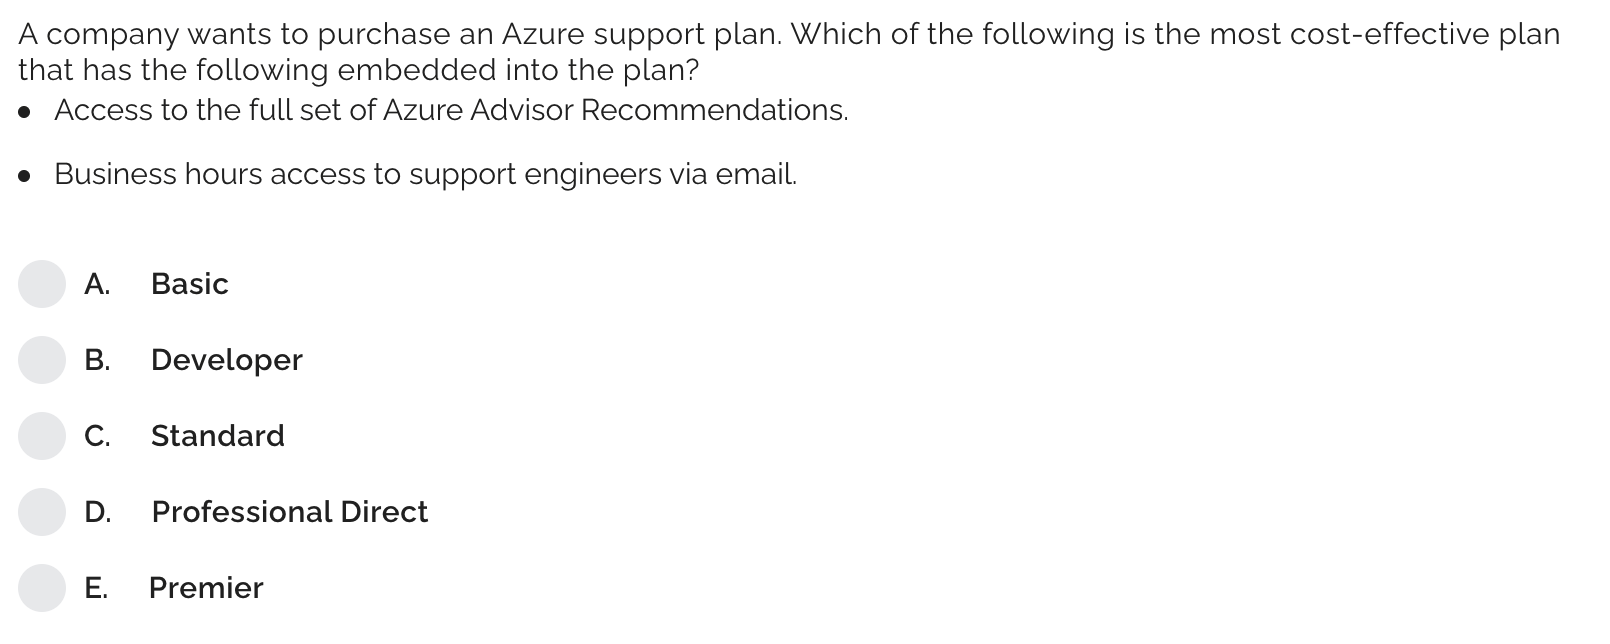 A company wants to purchase an Azure support plan. Which of the following is the most cost-effective plan
that has the following embedded into the plan?
• Access to the full set of Azure Advisor Recommendations.
• Business hours access to support engineers via email.
A. Basic
B. Developer
C. Standard
D. Professional Direct
E. Premier